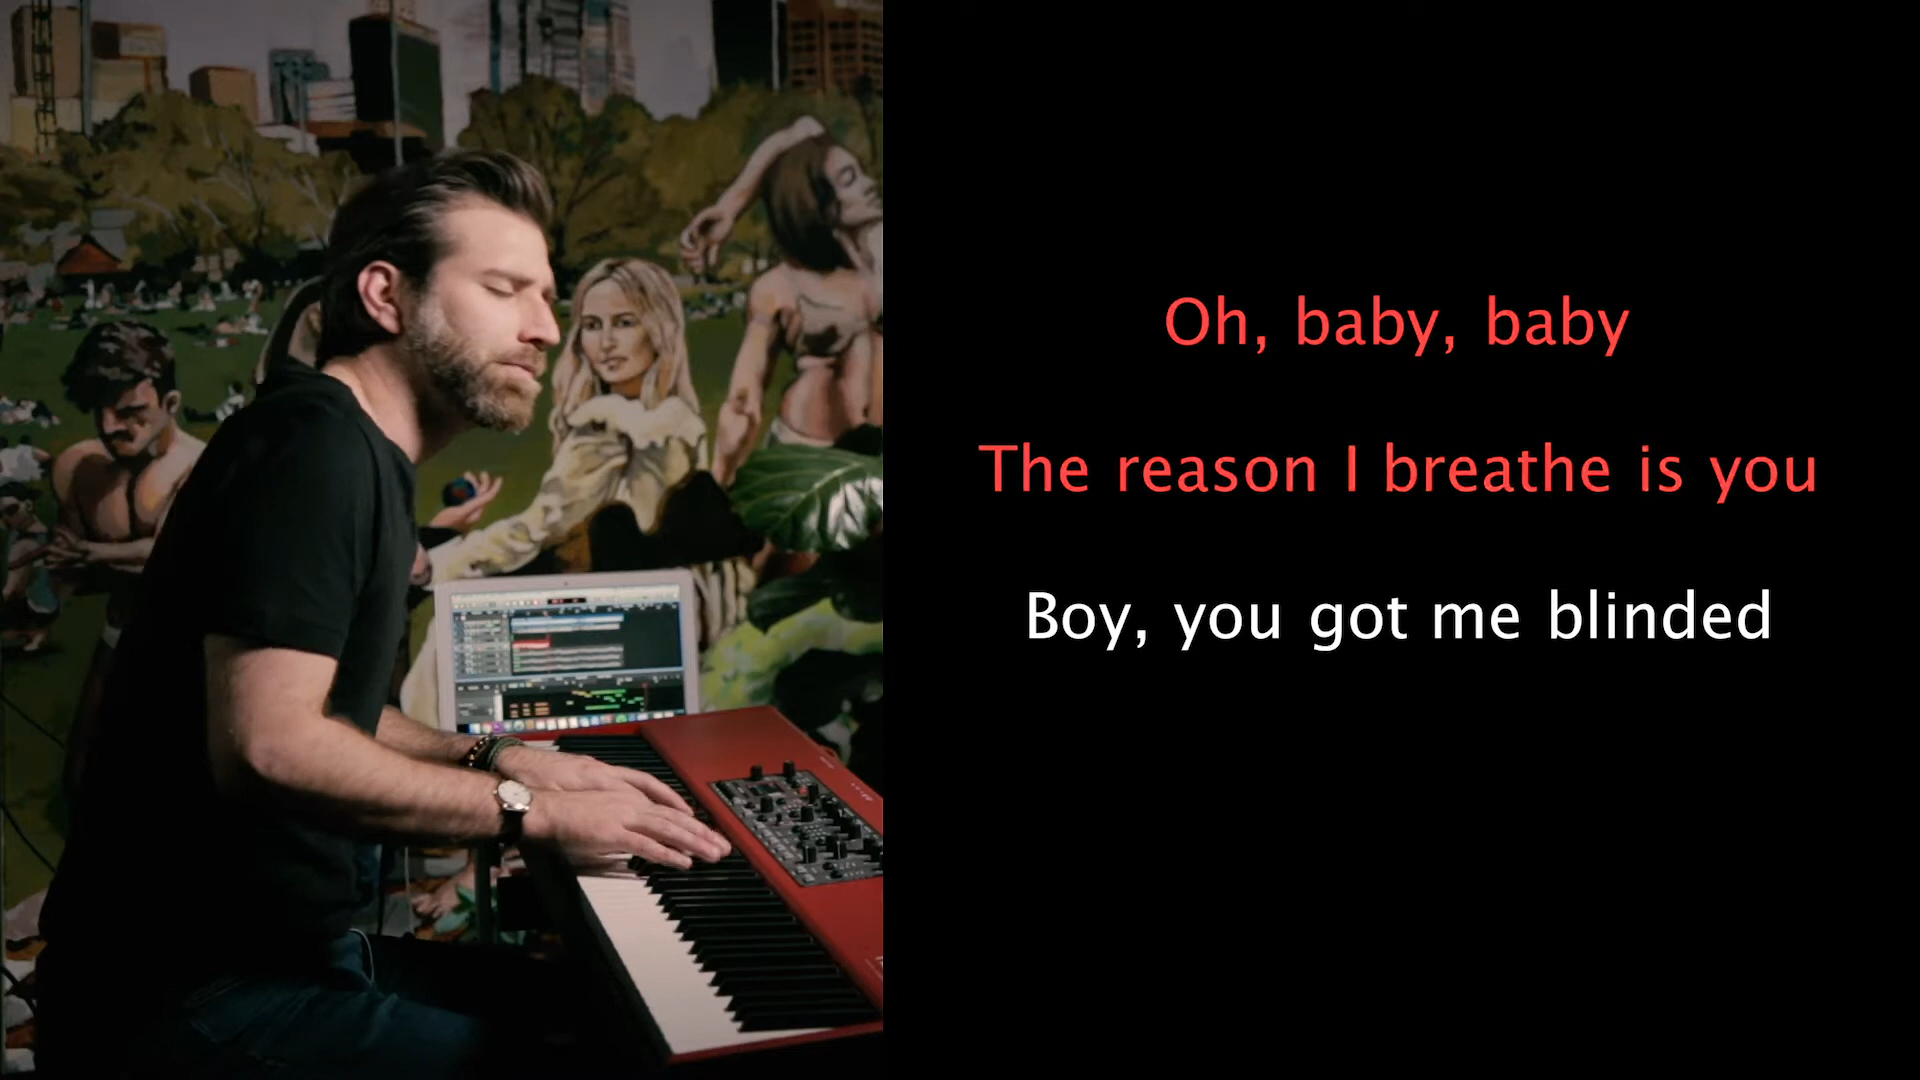 Oh, baby, baby
The reason I breathe is you
Boy, you got me blinded